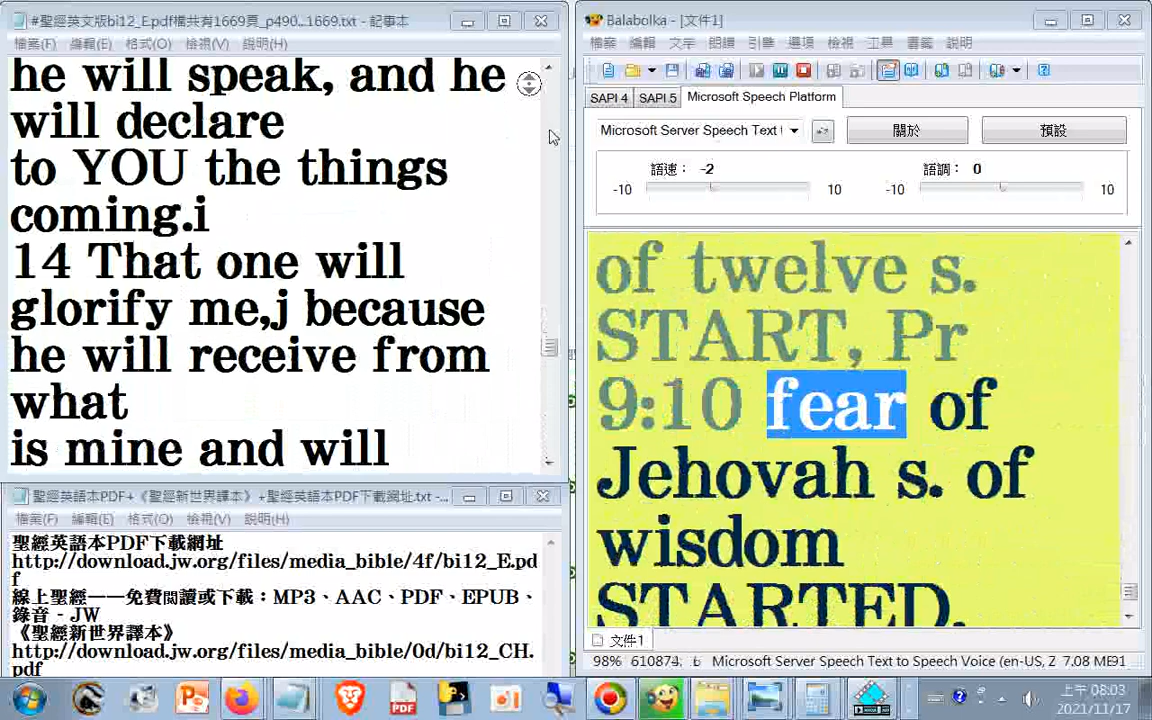 #聖經英文版bi12_E.pdf檔共有1669頁_p490...1669.txt - 記事本
檔案(F) 編輯(E) 格式(O) 檢視(V) 說明(H)
he will speak, and he
will declare
to YOU the things
coming.i
14 That one will
glorify me,j because
he will receive from
what
is mine and will
聖經英語本PDF+《聖經新世界譯本》+聖經英語本PDF下載網址.txt -...
檔案(F) 編輯(E) 格式(O) 檢視(V) 說明(H)
聖經英語本PDF下載網址
http://download.jw.org/files/media_bible/4f/bi12_E.pd
f
線上聖經——免費閱讀或下載：MP3、AAC、PDF、EPUB、
錄音 - JW
《聖經新世界譯本》
http://download.jw.org/files/media_bible/0d/bi12_CH.
pdf
Balabolka - [文件1]
檔案 編輯 文字 朗讀 引擎 選項 檢視 工具 書籤 說明
SAPI 4 SAPI 5 Microsoft Speech Platform
Microsoft Server Speech Text 關於 預設
語速： -2 語調： 0
-10 10 -10 10
of twelve s.
START, Pr
9:10 fear of
Jehovah s. of
wisdom
STARTED.
文件1
98% Microsoft Server Speech Text to Speech Voice (en-US, Z 7.08 ME
上午 08:03
2021/11/17